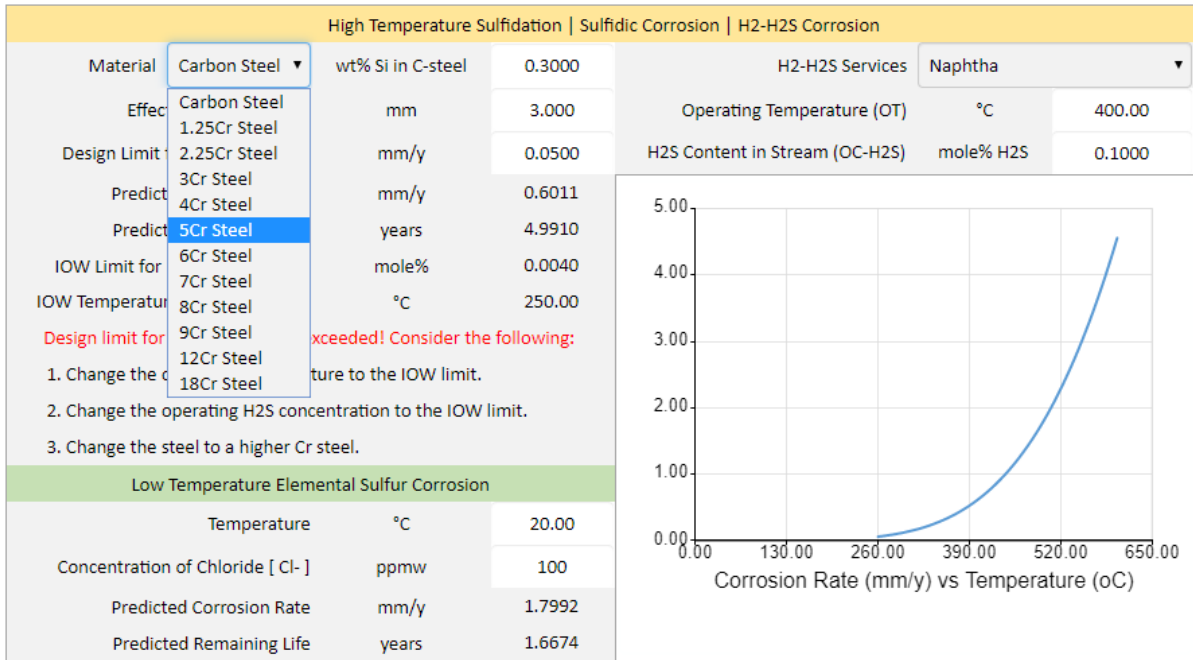 High Temperature Sulfidation | Sulfidic Corrosion | H2-H2S Corrosion
Material Carbon Steel ▼ wt% Si in C-steel 0.3000 H2-H2S Services Naphtha ▼
Effec mm 3.000 Operating Temperature (OT) °C 400.00
Design Limit f mm/y 0.0500 H2S Content in Stream (OC-H2S) mole% H2S 0.1000
Predict mm/y 0.6011
Predict years 4.9910
IOW Limit for mole% 0.0040
IOW Temperatur °C 250.00
Carbon Steel
1.25Cr Steel
2.25Cr Steel
3Cr Steel
4Cr Steel
5Cr Steel
6Cr Steel
7Cr Steel
8Cr Steel
9Cr Steel
12Cr Steel
18Cr Steel
Design limit for xceeded! Consider the following:
1. Change the o ture to the IOW limit.
2. Change the operating H2S concentration to the IOW limit.
3. Change the steel to a higher Cr steel.
Low Temperature Elemental Sulfur Corrosion
Temperature °C 20.00
Concentration of Chloride [ Cl- ] ppmw 100
Predicted Corrosion Rate mm/y 1.7992
Predicted Remaining Life years 1.6674
5.00
4.00
3.00
2.00
1.00
0.00
0.00 130.00 260.00 390.00 520.00 650.00
Corrosion Rate (mm/y) vs Temperature (oC)